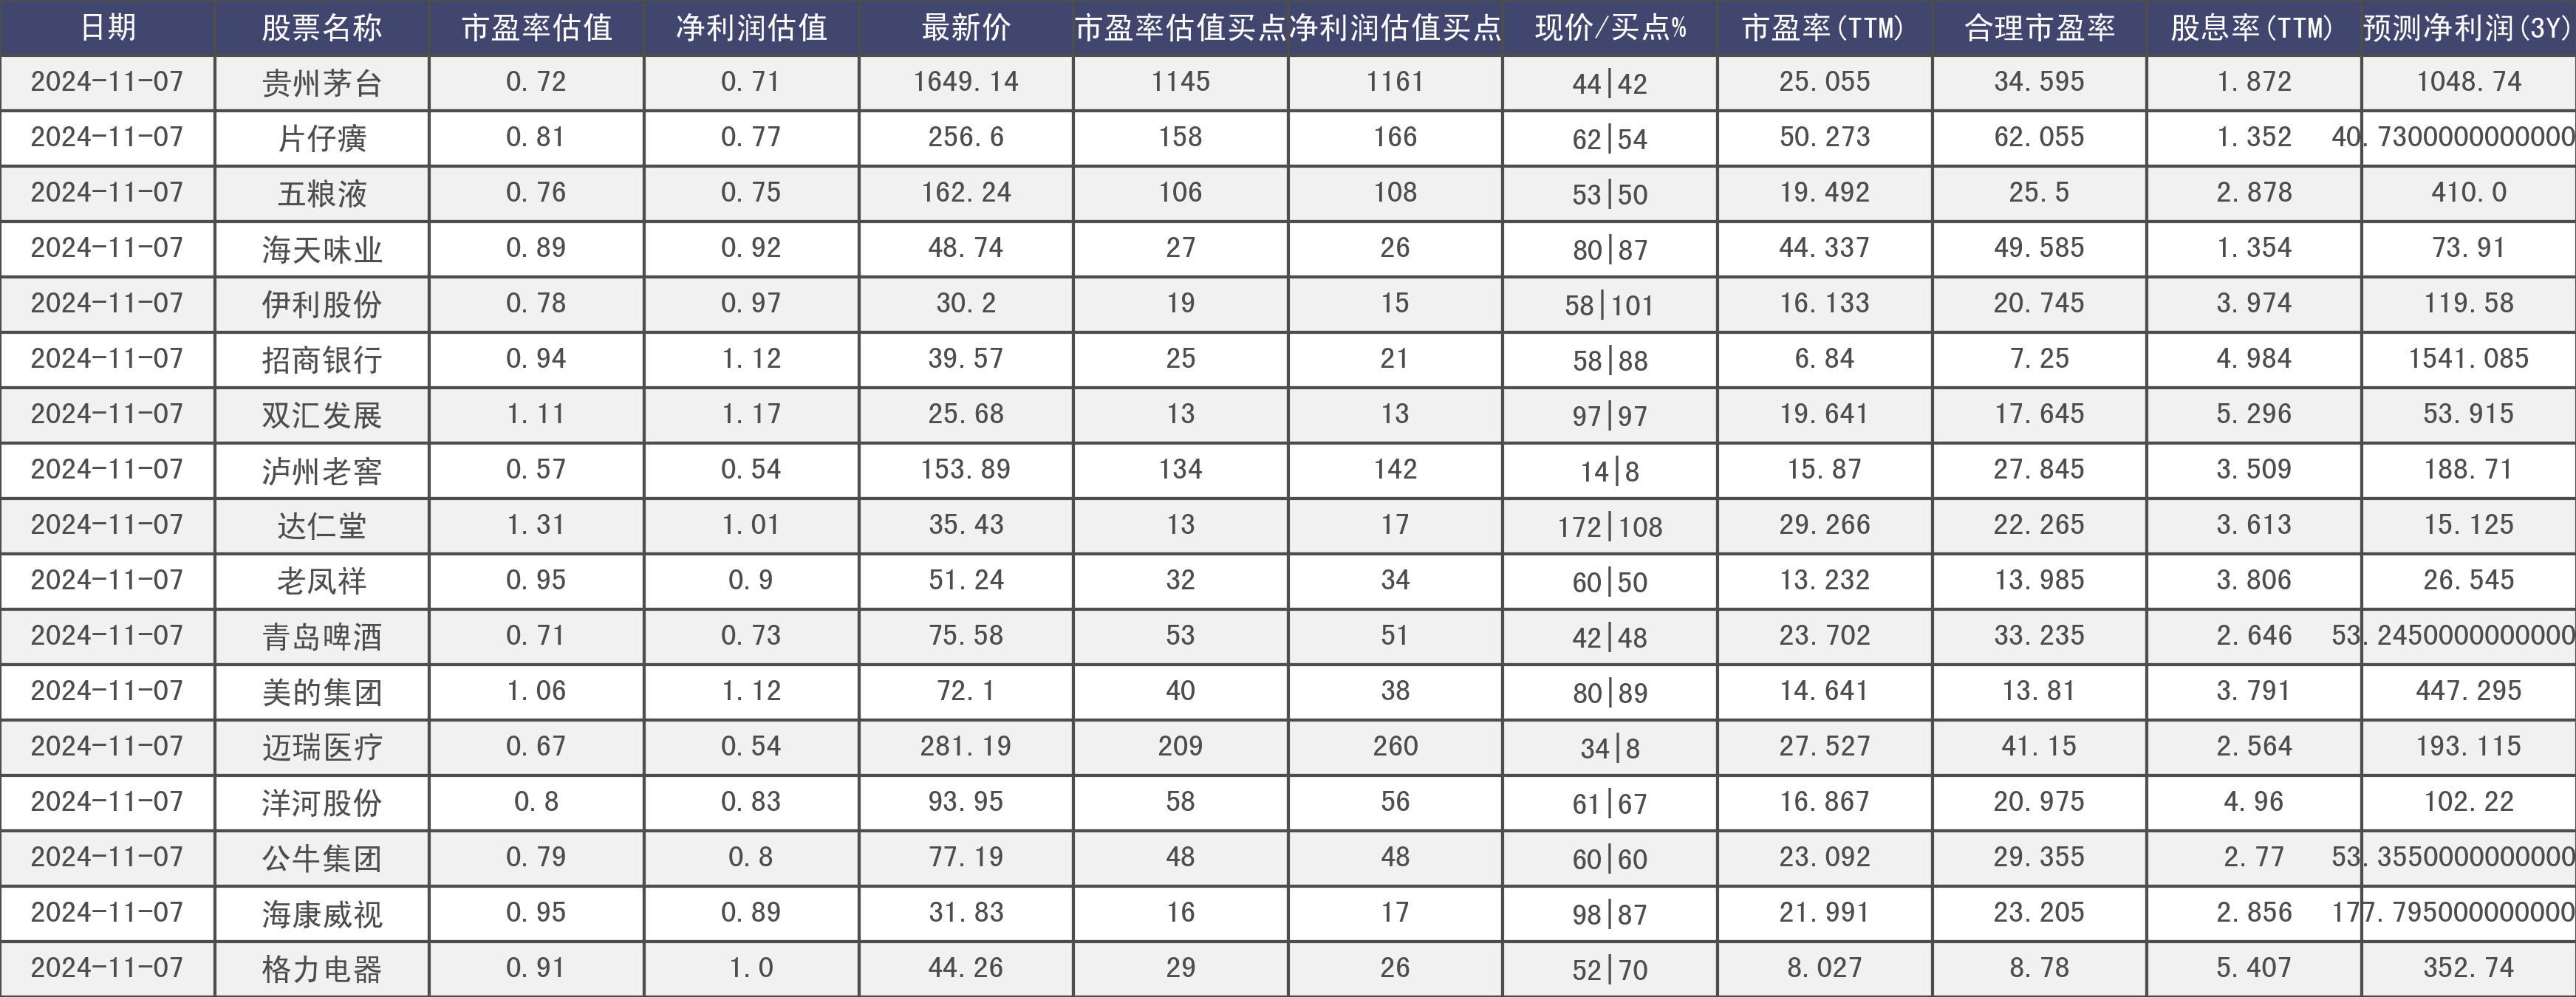 日期 股票名称 市盈率估值 净利润估值 最新价 市盈率估值买点 净利润估值买点 现价/买点% 市盈率(TTM) 合理市盈率 股息率(TTM) 预测净利润(3Y)
2024-11-07 贵州茅台 0.72 0.71 1649.14 1145 1161 44|42 25.055 34.595 1.872 1048.74
2024-11-07 片仔癀 0.81 0.77 256.6 158 166 62|54 50.273 62.055 1.352 40.7300000000000
2024-11-07 五粮液 0.76 0.75 162.24 106 108 53|50 19.492 25.5 2.878 410.0
2024-11-07 海天味业 0.89 0.92 48.74 27 26 80|87 44.337 49.585 1.354 73.91
2024-11-07 伊利股份 0.78 0.97 30.2 19 15 58|101 16.133 20.745 3.974 119.58
2024-11-07 招商银行 0.94 1.12 39.57 25 21 58|88 6.84 7.25 4.984 1541.085
2024-11-07 双汇发展 1.11 1.17 25.68 13 13 97|97 19.641 17.645 5.296 53.915
2024-11-07 泸州老窖 0.57 0.54 153.89 134 142 14|8 15.87 27.845 3.509 188.71
2024-11-07 达仁堂 1.31 1.01 35.43 13 17 172|108 29.266 22.265 3.613 15.125
2024-11-07 老凤祥 0.95 0.9 51.24 32 34 60|50 13.232 13.985 3.806 26.545
2024-11-07 青岛啤酒 0.71 0.73 75.58 53 51 42|48 23.702 33.235 2.646 53.2450000000000
2024-11-07 美的集团 1.06 1.12 72.1 40 38 80|89 14.641 13.81 3.791 447.295
2024-11-07 迈瑞医疗 0.67 0.54 281.19 209 260 34|8 27.527 41.15 2.564 193.115
2024-11-07 洋河股份 0.8 0.83 93.95 58 56 61|67 16.867 20.975 4.96 102.22
2024-11-07 公牛集团 0.79 0.8 77.19 48 48 60|60 23.092 29.355 2.77 53.3550000000000
2024-11-07 海康威视 0.95 0.89 31.83 16 17 98|87 21.991 23.205 2.856 177.795000000000
2024-11-07 格力电器 0.91 1.0 44.26 29 26 52|70 8.027 8.78 5.407 352.74